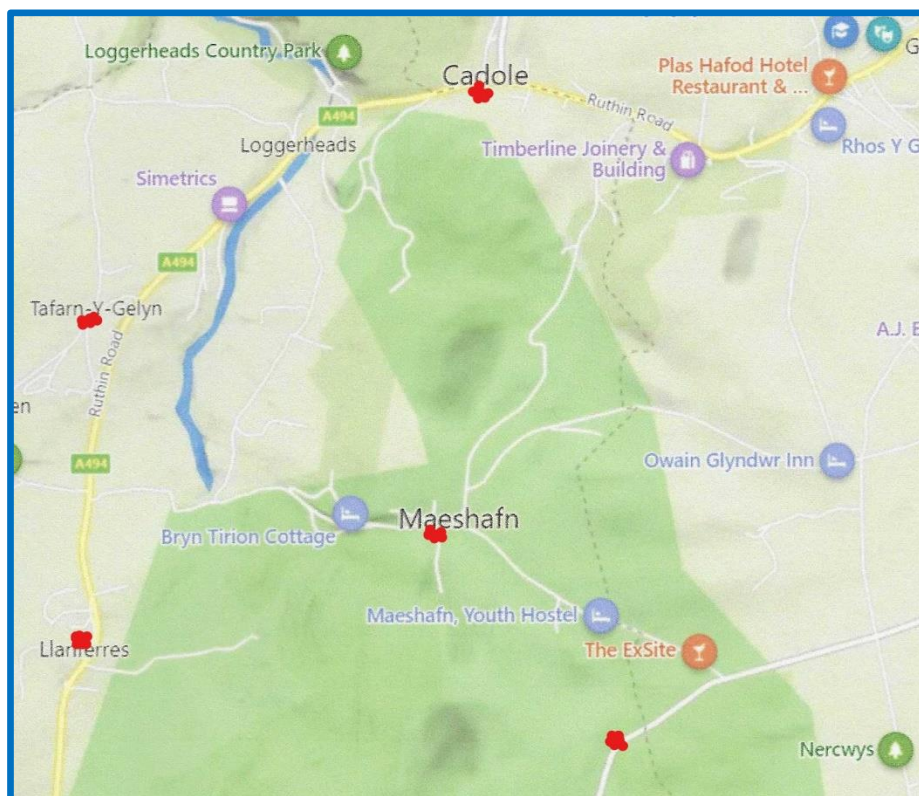 Loggerheads Country Park
Cadole
G
Plas Hafod Hotel
Restaurant & ...
A494
Ruthin Road
Loggerheads
Timberline Joinery &
Building
Rhos Y G
Simetrics
A494
Tafarn-Y-Gelyn
A.J. E
Ruthin Road
en
A494
Owain Glyndwr Inn
Maeshafn
Bryn Tirion Cottage
Maeshafn, Youth Hostel
Llanferres
The ExSite
Nercwys